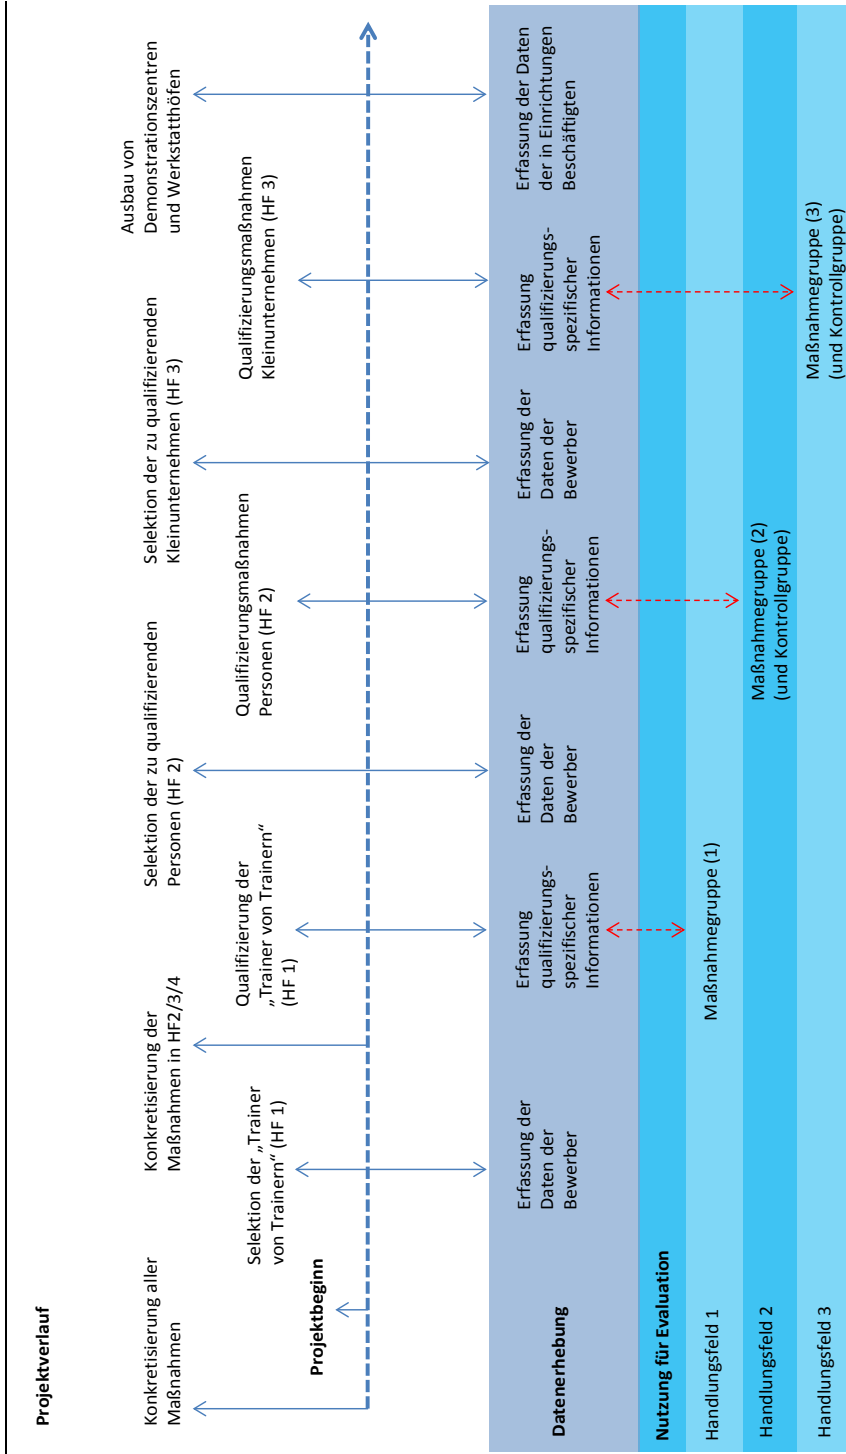 Projektverlauf
Konkretisierung aller
Maßnahmen
Konkretisierung der
Maßnahmen in HF2/3/4
Selektion der zu qualifizierenden
Personen (HF 2)
Selektion der zu qualifizierenden
Kleinunternehmen (HF 3)
Ausbau von
Demonstrationszentren
und Werkstatthöfen
Selektion der „Trainer
von Trainern“ (HF 1)
Qualifizierung der
„Trainer von Trainern“
(HF 1)
Qualifizierungsmaßnahmen
Personen (HF 2)
Qualifizierungsmaßnahmen
Kleinunternehmen (HF 3)
Projektbeginn
Datenerhebung
Erfassung der
Daten der
Bewerber
Erfassung
qualifizierungs-
spezifischer
Informationen
Erfassung der
Daten der
Bewerber
Erfassung
qualifizierungs-
spezifischer
Informationen
Erfassung der
Daten der
Bewerber
Erfassung
qualifizierungs-
spezifischer
Informationen
Erfassung der Daten
der in Einrichtungen
Beschäftigten
Nutzung für Evaluation
Handlungsfeld 1
Maßnahmegruppe (1)
Handlungsfeld 2
Maßnahmegruppe (2)
(und Kontrollgruppe)
Handlungsfeld 3
Maßnahmegruppe (3)
(und Kontrollgruppe)